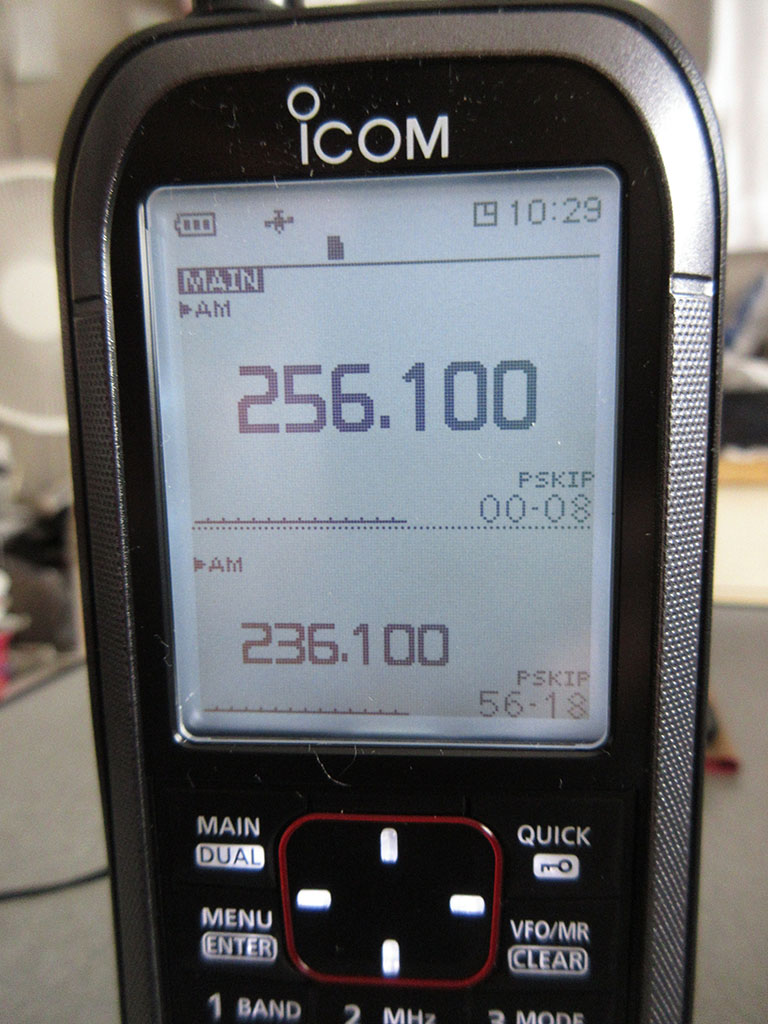 iCOM
10:29
MAIN
AM
256.100
PSKIP
00-08
AM
236.100
PSKIP
56-18
MAIN
DUAL
QUICK
MENU
ENTER
VFO/MR
CLEAR
1 BAND 2 MHz 3 MODE